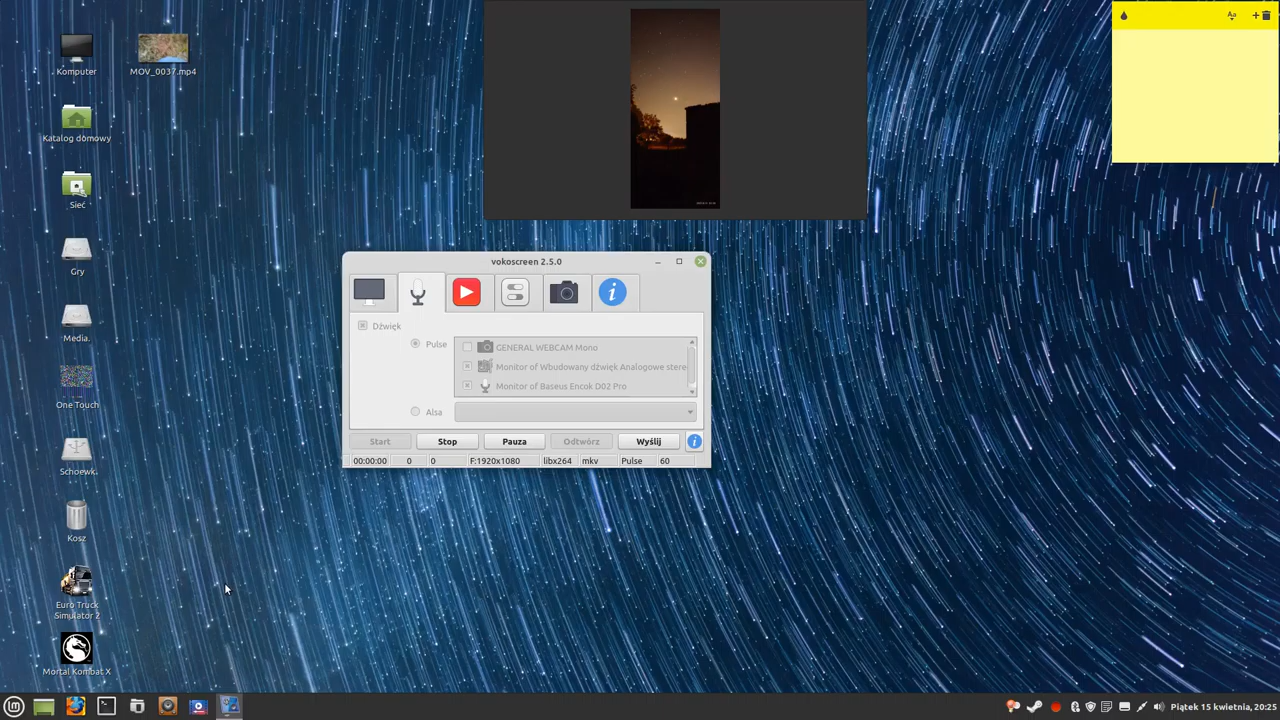 Komputer
MOV_0037.mp4
Katalog domowy
Sieć
Gry
Media.
One Touch
Schowek.
Kosz
Euro Truck
Simulator 2
Mortal Kombat X
Aa
vokoscreen 2.5.0
Dźwięk
Pulse
GENERAL WEBCAM Mono
Monitor of Wbudowany dźwięk Analogowe stere
Monitor of Baseus Encok D02 Pro
Alsa
Start Stop Pauza Odtwórz Wyślij
00:00:00 0 0 F:1920x1080 libx264 mkv Pulse 60
Piątek 15 kwietnia, 20:25